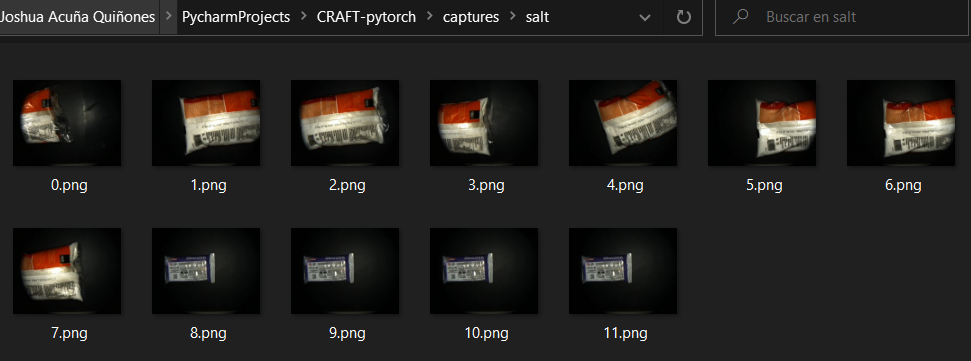 Joshua Acuña Quiñones > PycharmProjects > CRAFT-pytorch > captures > salt
Buscar en salt
0.png
1.png
2.png
3.png
4.png
5.png
6.png
7.png
8.png
9.png
10.png
11.png